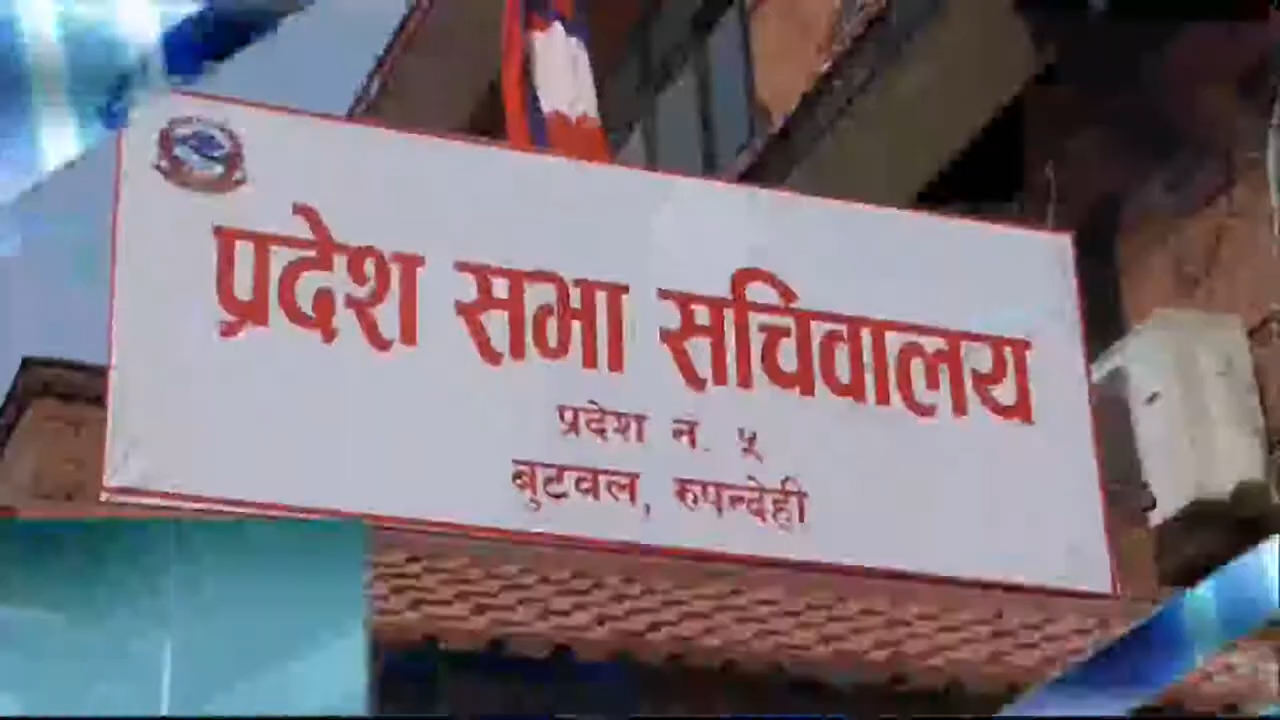 प्रदेश सभा सचिवालय
प्रदेश न. ५
बुटवल, रुपन्देही